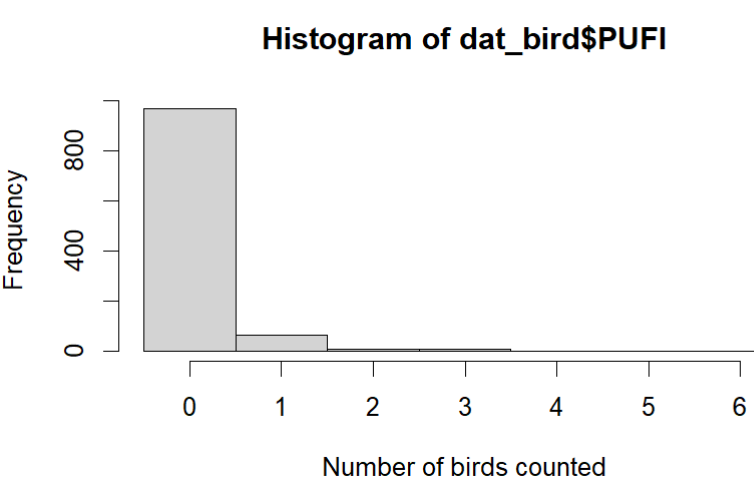 Histogram of dat_bird$PUFI
Frequency
800
400
0
0 1 2 3 4 5 6
Number of birds counted